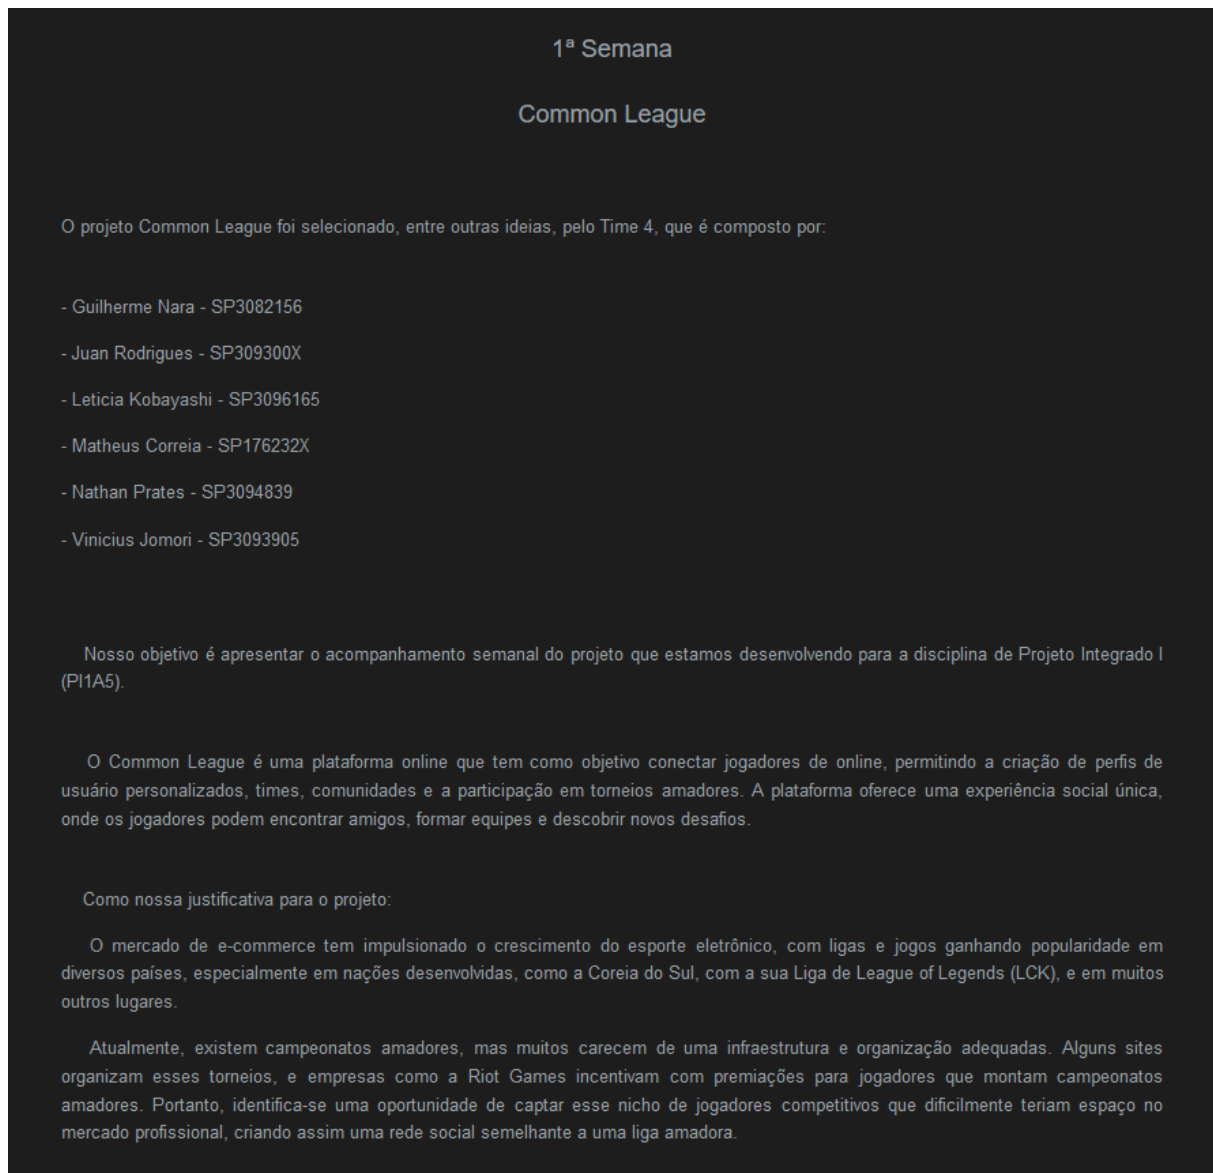 1ª Semana
Common League
O projeto Common League foi selecionado, entre outras ideias, pelo Time 4, que é composto por:
- Guilherme Nara - SP3082156
- Juan Rodrigues - SP309300X
- Leticia Kobayashi - SP3096165
- Matheus Correia - SP176232X
- Nathan Prates - SP3094839
- Vinicius Jomori - SP3093905
Nosso objetivo é apresentar o acompanhamento semanal do projeto que estamos desenvolvendo para a disciplina de Projeto Integrado I
(PI1A5).
O Common League é uma plataforma online que tem como objetivo conectar jogadores de online, permitindo a criação de perfis de
usuário personalizados, times, comunidades e a participação em torneios amadores. A plataforma oferece uma experiência social única,
onde os jogadores podem encontrar amigos, formar equipes e descobrir novos desafios.
Como nossa justificativa para o projeto:
O mercado de e-commerce tem impulsionado o crescimento do esporte eletrônico, com ligas e jogos ganhando popularidade em
diversos países, especialmente em nações desenvolvidas, como a Coreia do Sul, com a sua Liga de League of Legends (LCK), e em muitos
outros lugares.
Atualmente, existem campeonatos amadores, mas muitos carecem de uma infraestrutura e organização adequadas. Alguns sites
organizam esses torneios, e empresas como a Riot Games incentivam com premiações para jogadores que montam campeonatos
amadores. Portanto, identifica-se uma oportunidade de captar esse nicho de jogadores competitivos que dificilmente teriam espaço no
mercado profissional, criando assim uma rede social semelhante a uma liga amadora.